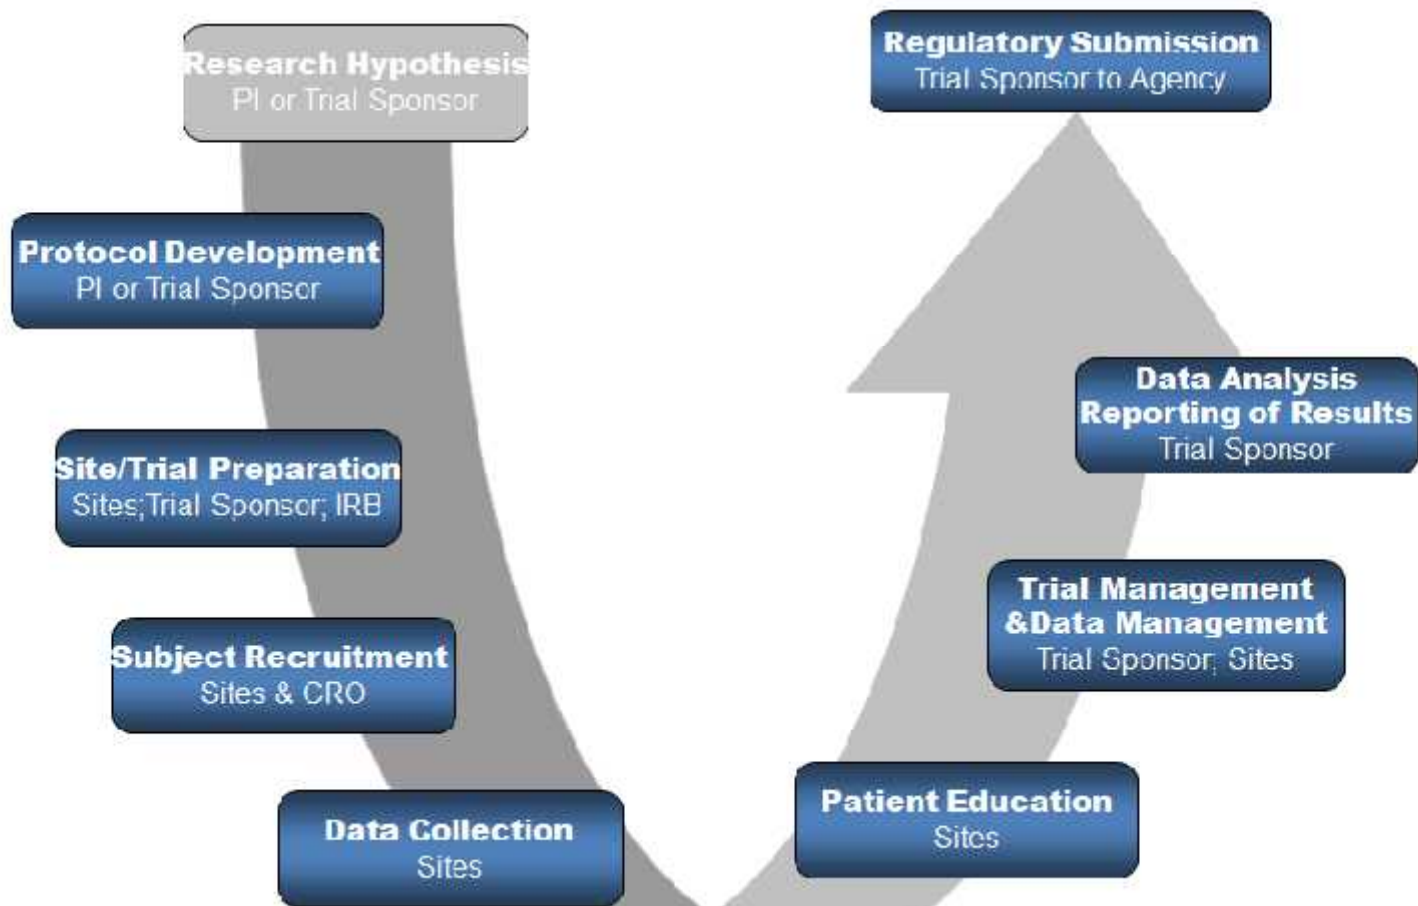 Research Hypothesis
PI or Trial Sponsor
Protocol Development
PI or Trial Sponsor
Site/Trial Preparation
Sites;Trial Sponsor; IRB
Subject Recruitment
Sites & CRO
Data Collection
Sites
Patient Education
Sites
Trial Management
&Data Management
Trial Sponsor; Sites
Data Analysis
Reporting of Results
Trial Sponsor
Regulatory Submission
Trial Sponsor to Agency